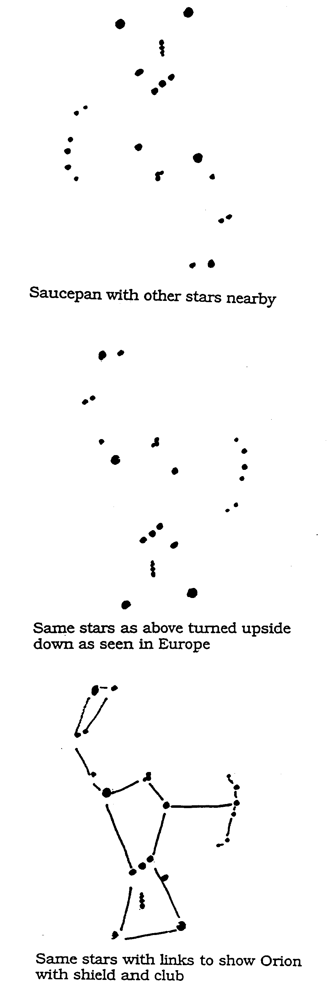 Saucepan with other stars nearby
Same stars as above turned upside
down as seen in Europe
Same stars with links to show Orion
with shield and club